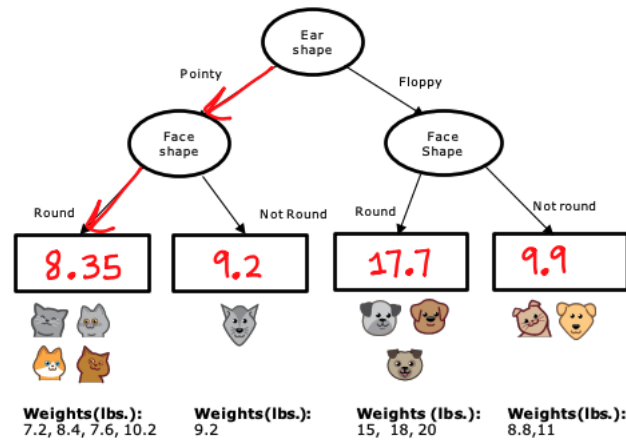 Ear
shape
Pointy
Floppy
Face
shape
Face
Shape
Round
Not Round
Round
Not round
8.35
9.2
17.7
9.9
Weights(lbs.):
7.2, 8.4, 7.6, 10.2
Weights(lbs.):
9.2
Weights(lbs.):
15, 18, 20
Weights(lbs.):
8.8,11